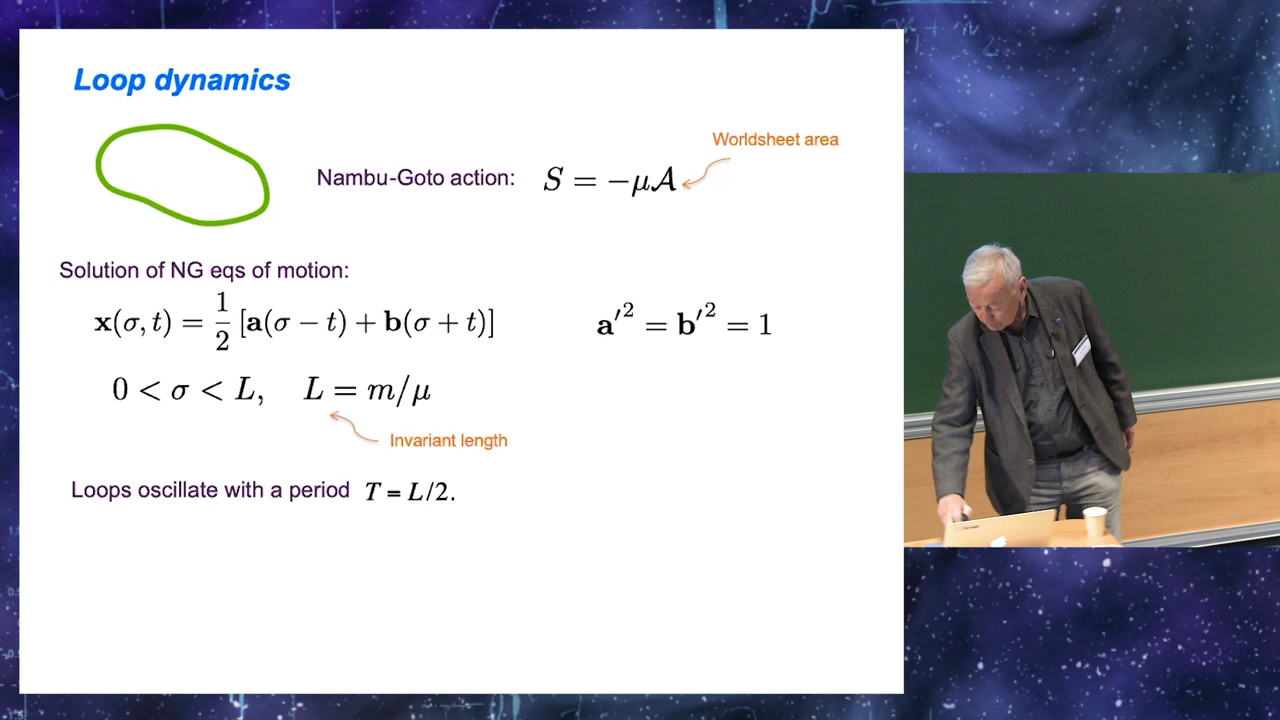 Loop dynamics
Worldsheet area
Nambu-Goto action: S = −μ𝒜
Solution of NG eqs of motion:
𝐱(σ, t) = 1/2 [𝐚(σ − t) + 𝐛(σ + t)]
𝐚′² = 𝐛′² = 1
0 < σ < L, L = m/μ
Invariant length
Loops oscillate with a period T = L/2.